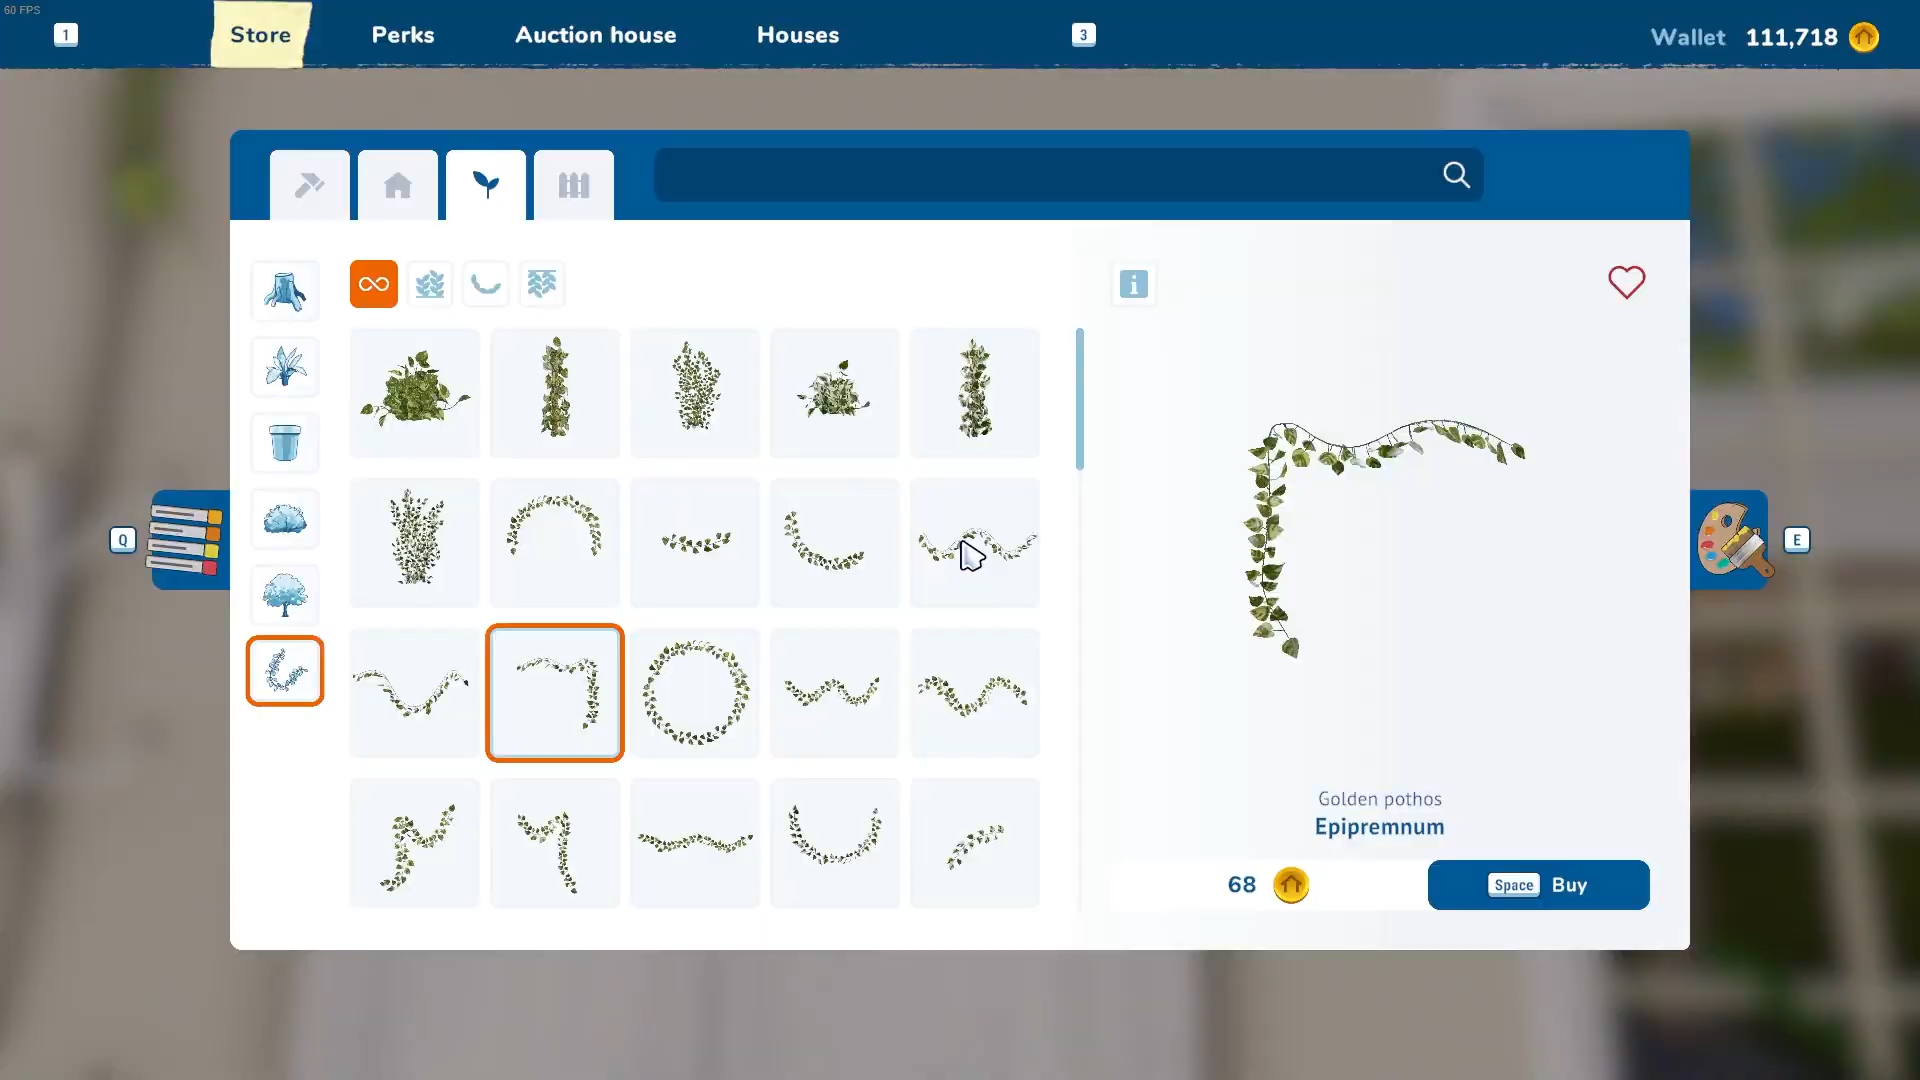 60 FPS
1
Store
Perks
Auction house
Houses
3
Wallet 111,718
Q
E
i
Golden pothos
Epipremnum
68
Space Buy